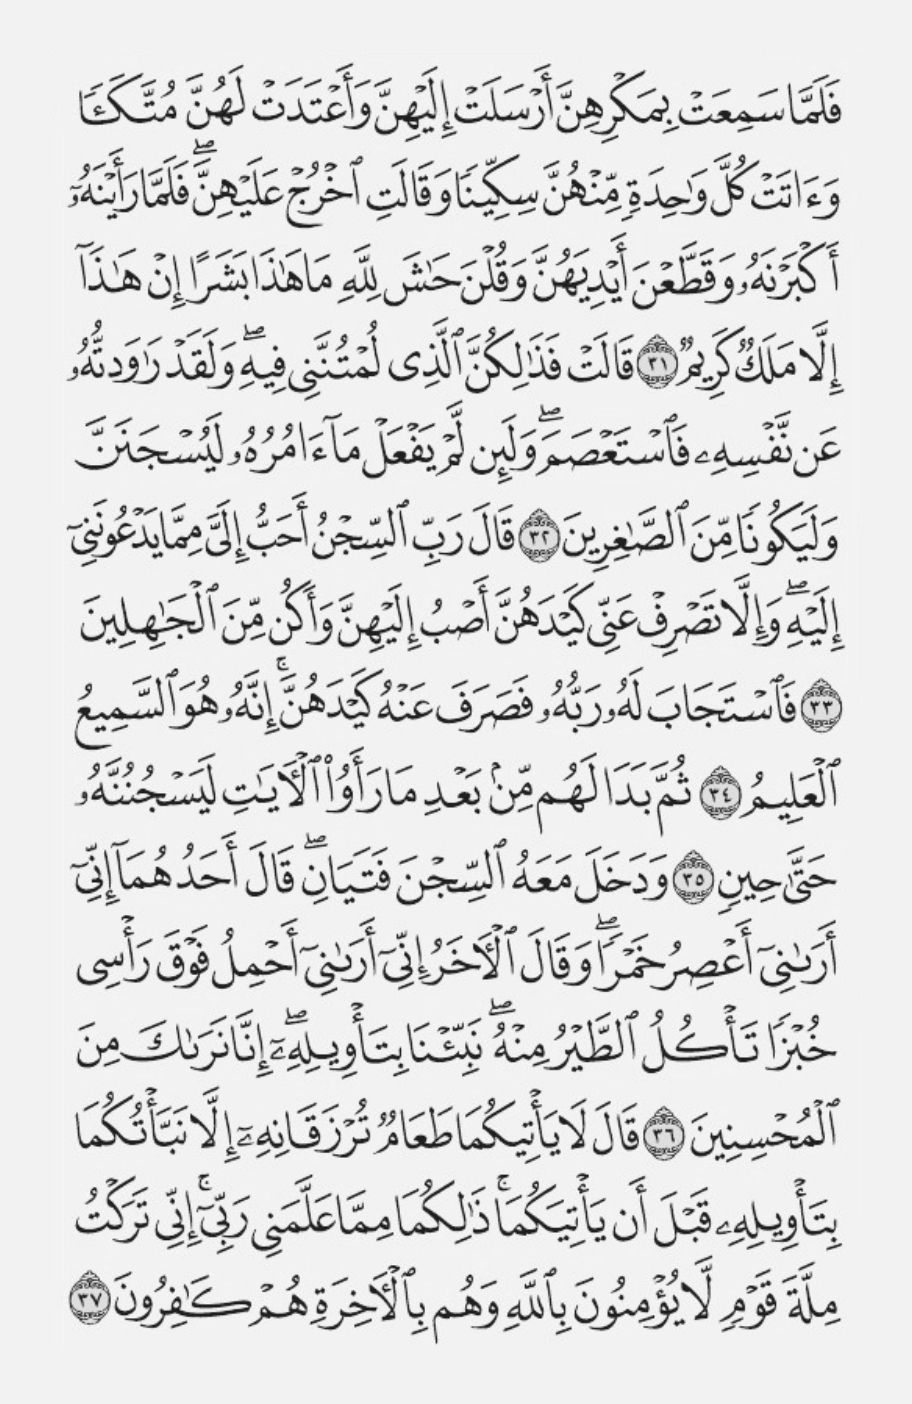 فَلَمَّا سَمِعَتْ بِمَكْرِهِنَّ أَرْسَلَتْ إِلَيْهِنَّ وَأَعْتَدَتْ لَهُنَّ مُتَّكَـًٔا
وَءَاتَتْ كُلَّ وَٰحِدَةٍ مِّنْهُنَّ سِكِّينًا وَقَالَتِ ٱخْرُجْ عَلَيْهِنَّ ۖ فَلَمَّا رَأَيْنَهُۥٓ
أَكْبَرْنَهُۥ وَقَطَّعْنَ أَيْدِيَهُنَّ وَقُلْنَ حَٰشَ لِلَّهِ مَا هَٰذَا بَشَرًا إِنْ هَٰذَآ
إِلَّا مَلَكٌ كَرِيمٌ ٣١ قَالَتْ فَذَٰلِكُنَّ ٱلَّذِى لُمْتُنَّنِى فِيهِ ۖ وَلَقَدْ رَٰوَدتُّهُۥ
عَن نَّفْسِهِۦ فَٱسْتَعْصَمَ ۖ وَلَئِن لَّمْ يَفْعَلْ مَآ ءَامُرُهُۥ لَيُسْجَنَنَّ
وَلَيَكُونًا مِّنَ ٱلصَّٰغِرِينَ ٣٢ قَالَ رَبِّ ٱلسِّجْنُ أَحَبُّ إِلَىَّ مِمَّا يَدْعُونَنِىٓ
إِلَيْهِ ۖ وَإِلَّا تَصْرِفْ عَنِّى كَيْدَهُنَّ أَصْبُ إِلَيْهِنَّ وَأَكُن مِّنَ ٱلْجَٰهِلِينَ
٣٣ فَٱسْتَجَابَ لَهُۥ رَبُّهُۥ فَصَرَفَ عَنْهُ كَيْدَهُنَّ ۚ إِنَّهُۥ هُوَ ٱلسَّمِيعُ
ٱلْعَلِيمُ ٣٤ ثُمَّ بَدَا لَهُم مِّنۢ بَعْدِ مَا رَأَوُا۟ ٱلْـَٔايَٰتِ لَيَسْجُنُنَّهُۥ
حَتَّىٰ حِينٍ ٣٥ وَدَخَلَ مَعَهُ ٱلسِّجْنَ فَتَيَانِ ۖ قَالَ أَحَدُهُمَآ إِنِّىٓ
أَرَىٰنِىٓ أَعْصِرُ خَمْرًا ۖ وَقَالَ ٱلْـَٔاخَرُ إِنِّىٓ أَرَىٰنِىٓ أَحْمِلُ فَوْقَ رَأْسِى
خُبْزًا تَأْكُلُ ٱلطَّيْرُ مِنْهُ ۖ نَبِّئْنَا بِتَأْوِيلِهِۦٓ ۖ إِنَّا نَرَىٰكَ مِنَ
ٱلْمُحْسِنِينَ ٣٦ قَالَ لَا يَأْتِيكُمَا طَعَامٌ تُرْزَقَانِهِۦٓ إِلَّا نَبَّأْتُكُمَا
بِتَأْوِيلِهِۦ قَبْلَ أَن يَأْتِيَكُمَا ۚ ذَٰلِكُمَا مِمَّا عَلَّمَنِى رَبِّىٓ ۚ إِنِّى تَرَكْتُ
مِلَّةَ قَوْمٍ لَّا يُؤْمِنُونَ بِٱللَّهِ وَهُم بِٱلْـَٔاخِرَةِ هُمْ كَٰفِرُونَ ٣٧